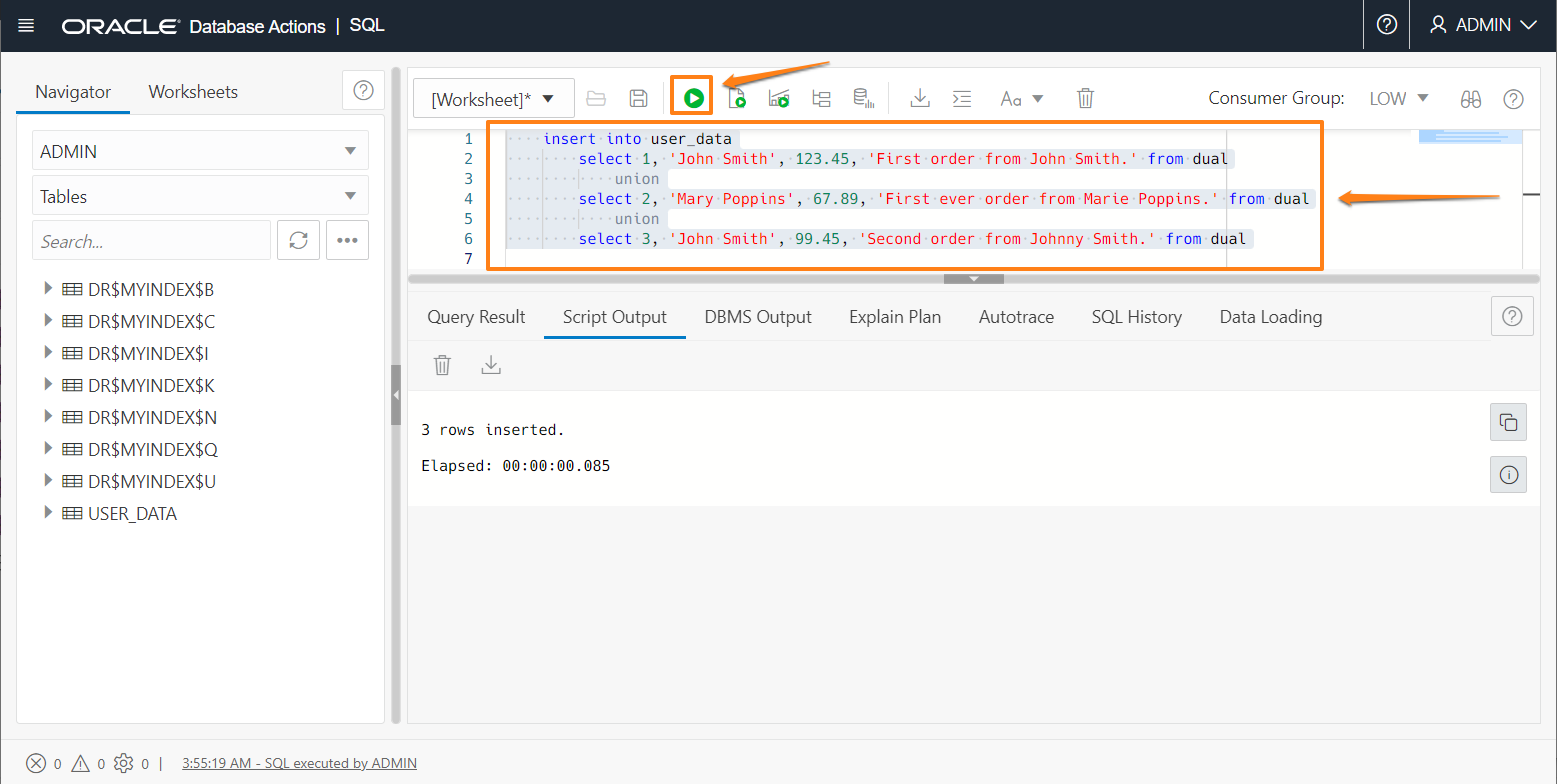 ORACLE® Database Actions | SQL
ADMIN
Navigator
Worksheets
ADMIN
Tables
Search...
DR$MYINDEX$B
DR$MYINDEX$C
DR$MYINDEX$I
DR$MYINDEX$K
DR$MYINDEX$N
DR$MYINDEX$Q
DR$MYINDEX$U
USER_DATA
[Worksheet]*
Aa
Consumer Group: LOW
1 insert into user_data
2 select 1, 'John Smith', 123.45, 'First order from John Smith.' from dual
3 union
4 select 2, 'Mary Poppins', 67.89, 'First ever order from Marie Poppins.' from dual
5 union
6 select 3, 'John Smith', 99.45, 'Second order from Johnny Smith.' from dual
7
Query Result
Script Output
DBMS Output
Explain Plan
Autotrace
SQL History
Data Loading
3 rows inserted.
Elapsed: 00:00:00.085
0 0 0 | 3:55:19 AM - SQL executed by ADMIN